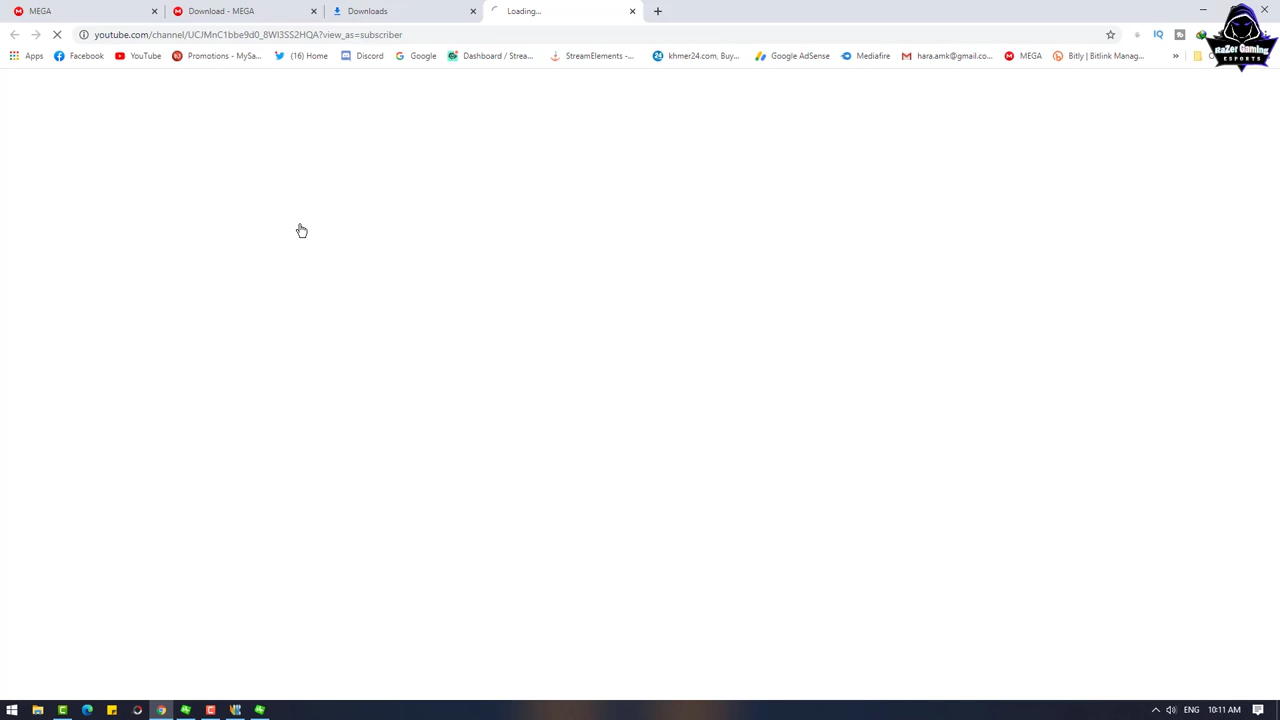 MEGA
Download - MEGA
Downloads
Loading...
youtube.com/channel/UCJMnC1bbe9d0_8WI3SS2HQA?view_as=subscriber
Apps
Facebook
YouTube
Promotions - MySa...
(16) Home
Discord
Google
Dashboard / Strea...
StreamElements -...
khmer24.com, Buy...
Google AdSense
Mediafire
hara.amk@gmail.co...
MEGA
Bitly | Bitlink Manag...
RaZer Gaming
ESPORTS
ENG
10:11 AM